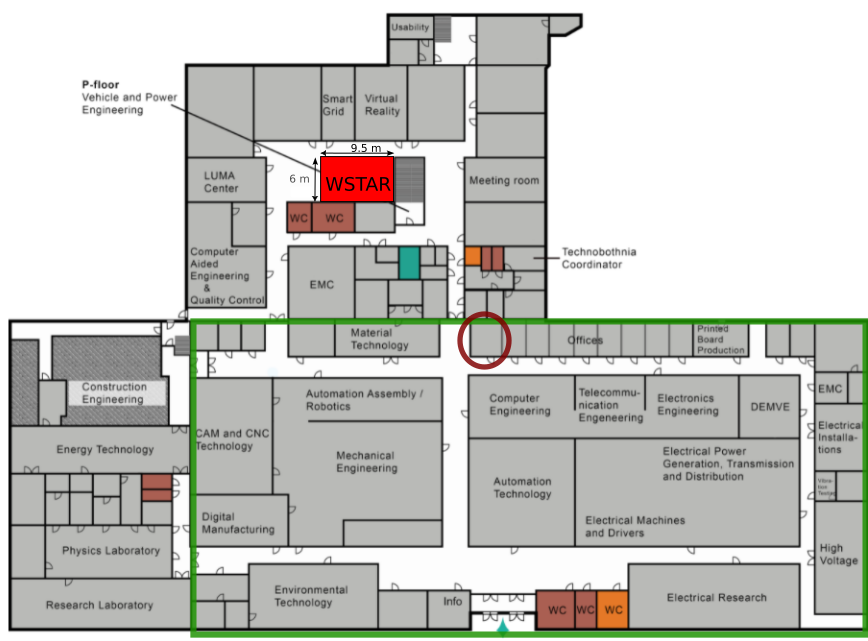 Usability
P-floor
Vehicle and Power
Engineering
Smart
Grid
Virtual
Reality
9.5 m
6 m
WSTAR
LUMA
Center
Meeting room
WC
WC
Computer
Aided
Engineering
&
Quality Control
EMC
Technobothnia
Coordinator
Material
Technology
Offices
Printed
Board
Production
Construction
Engineering
Automation Assembly /
Robotics
Computer
Engineering
Telecommu-
nication
Engeneering
Electronics
Engineering
DEMVE
EMC
Electrical
Installa-
tions
Energy Technology
CAM and CNC
Technology
Mechanical
Engineering
Automation
Technology
Electrical Power
Generation, Transmission
and Distribution
Digital
Manufacturing
Electrical Machines
and Drivers
High
Voltage
Physics Laboratory
Research Laboratory
Environmental
Technology
Info
WC
WC
WC
Electrical Research